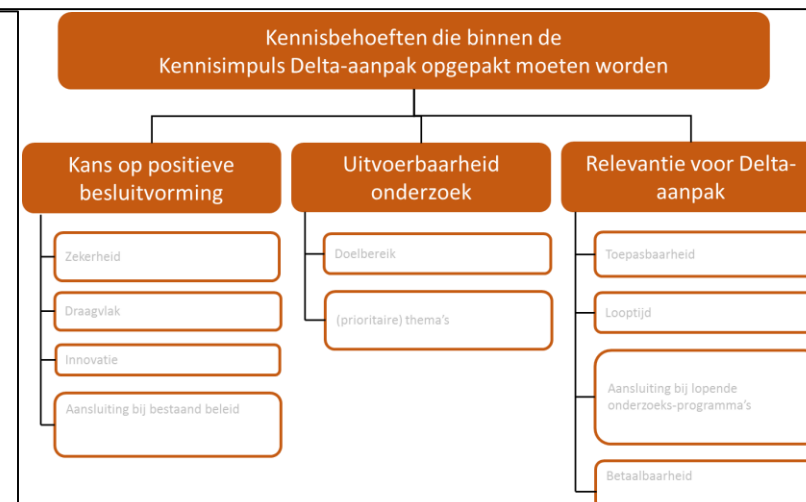 Kennisbehoeften die binnen de
Kennisimpuls Delta-aanpak opgepakt moeten worden
Kans op positieve
besluitvorming
Zekerheid
Draagvlak
Innovatie
Aansluiting bij bestaand beleid
Uitvoerbaarheid
onderzoek
Doelbereik
(prioritaire) thema's
Relevantie voor Delta-
aanpak
Toepasbaarheid
Looptijd
Aansluiting bij lopende
onderzoeks-programma's
Betaalbaarheid